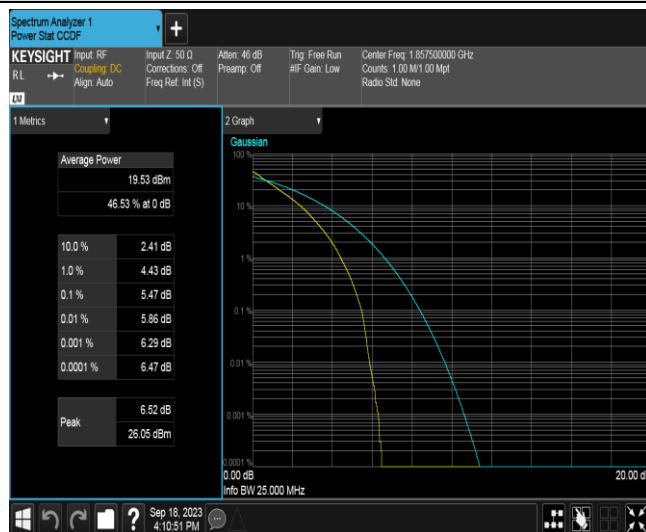 Spectrum Analyzer 1
Power Stat CCDF
+
KEYSIGHT
RL
LXI
Input: RF
Coupling: DC
Align: Auto
Input Z: 50 Ω
Corrections: Off
Freq Ref: Int (S)
Atten: 46 dB
Preamp: Off
Trig: Free Run
#IF Gain: Low
Center Freq: 1.857500000 GHz
Counts: 1.00 M/1.00 Mpt
Radio Std: None
1 Metrics
Average Power
19.53 dBm
46.53 % at 0 dB
10.0 % 2.41 dB
1.0 % 4.43 dB
0.1 % 5.47 dB
0.01 % 5.86 dB
0.001 % 6.29 dB
0.0001 % 6.47 dB
Peak
6.52 dB
26.05 dBm
2 Graph
Gaussian
100 %
10 %
1 %
0.1 %
0.01 %
0.001 %
0.0001 %
0.00 dB
20.00 d
Info BW 25.000 MHz
?
Sep 18, 2023
4:10:51 PM